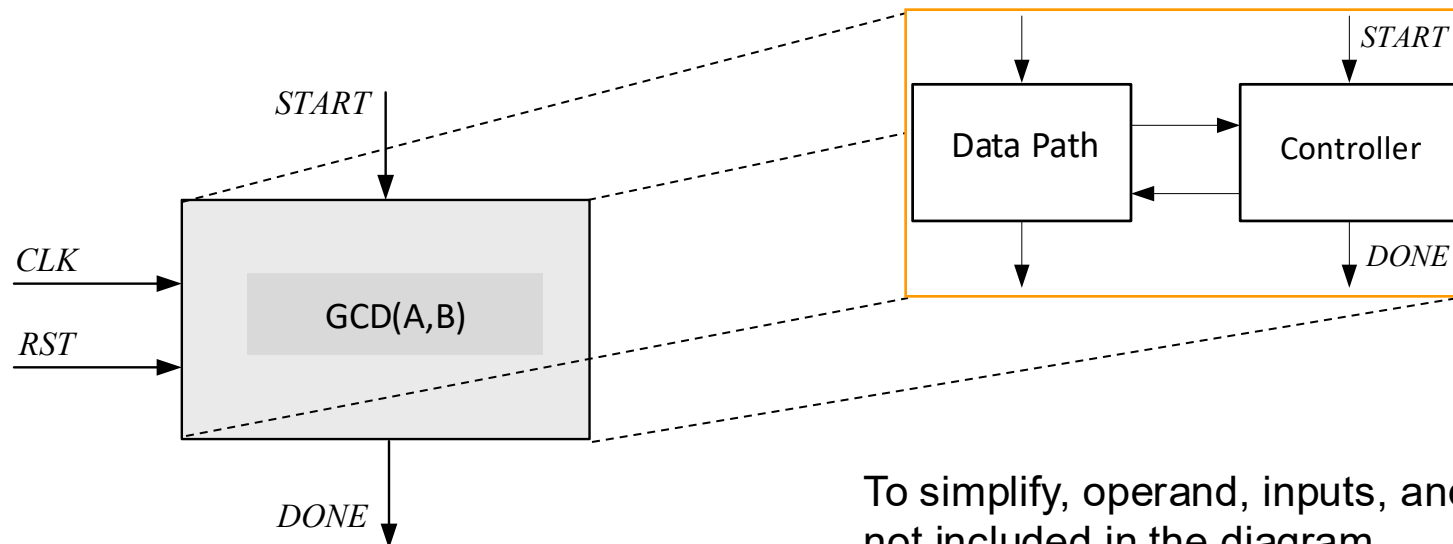 START
START
Data Path
Controller
CLK
DONE
GCD(A,B)
RST
To simplify, operand, inputs, and
not included in the diagram
DONE